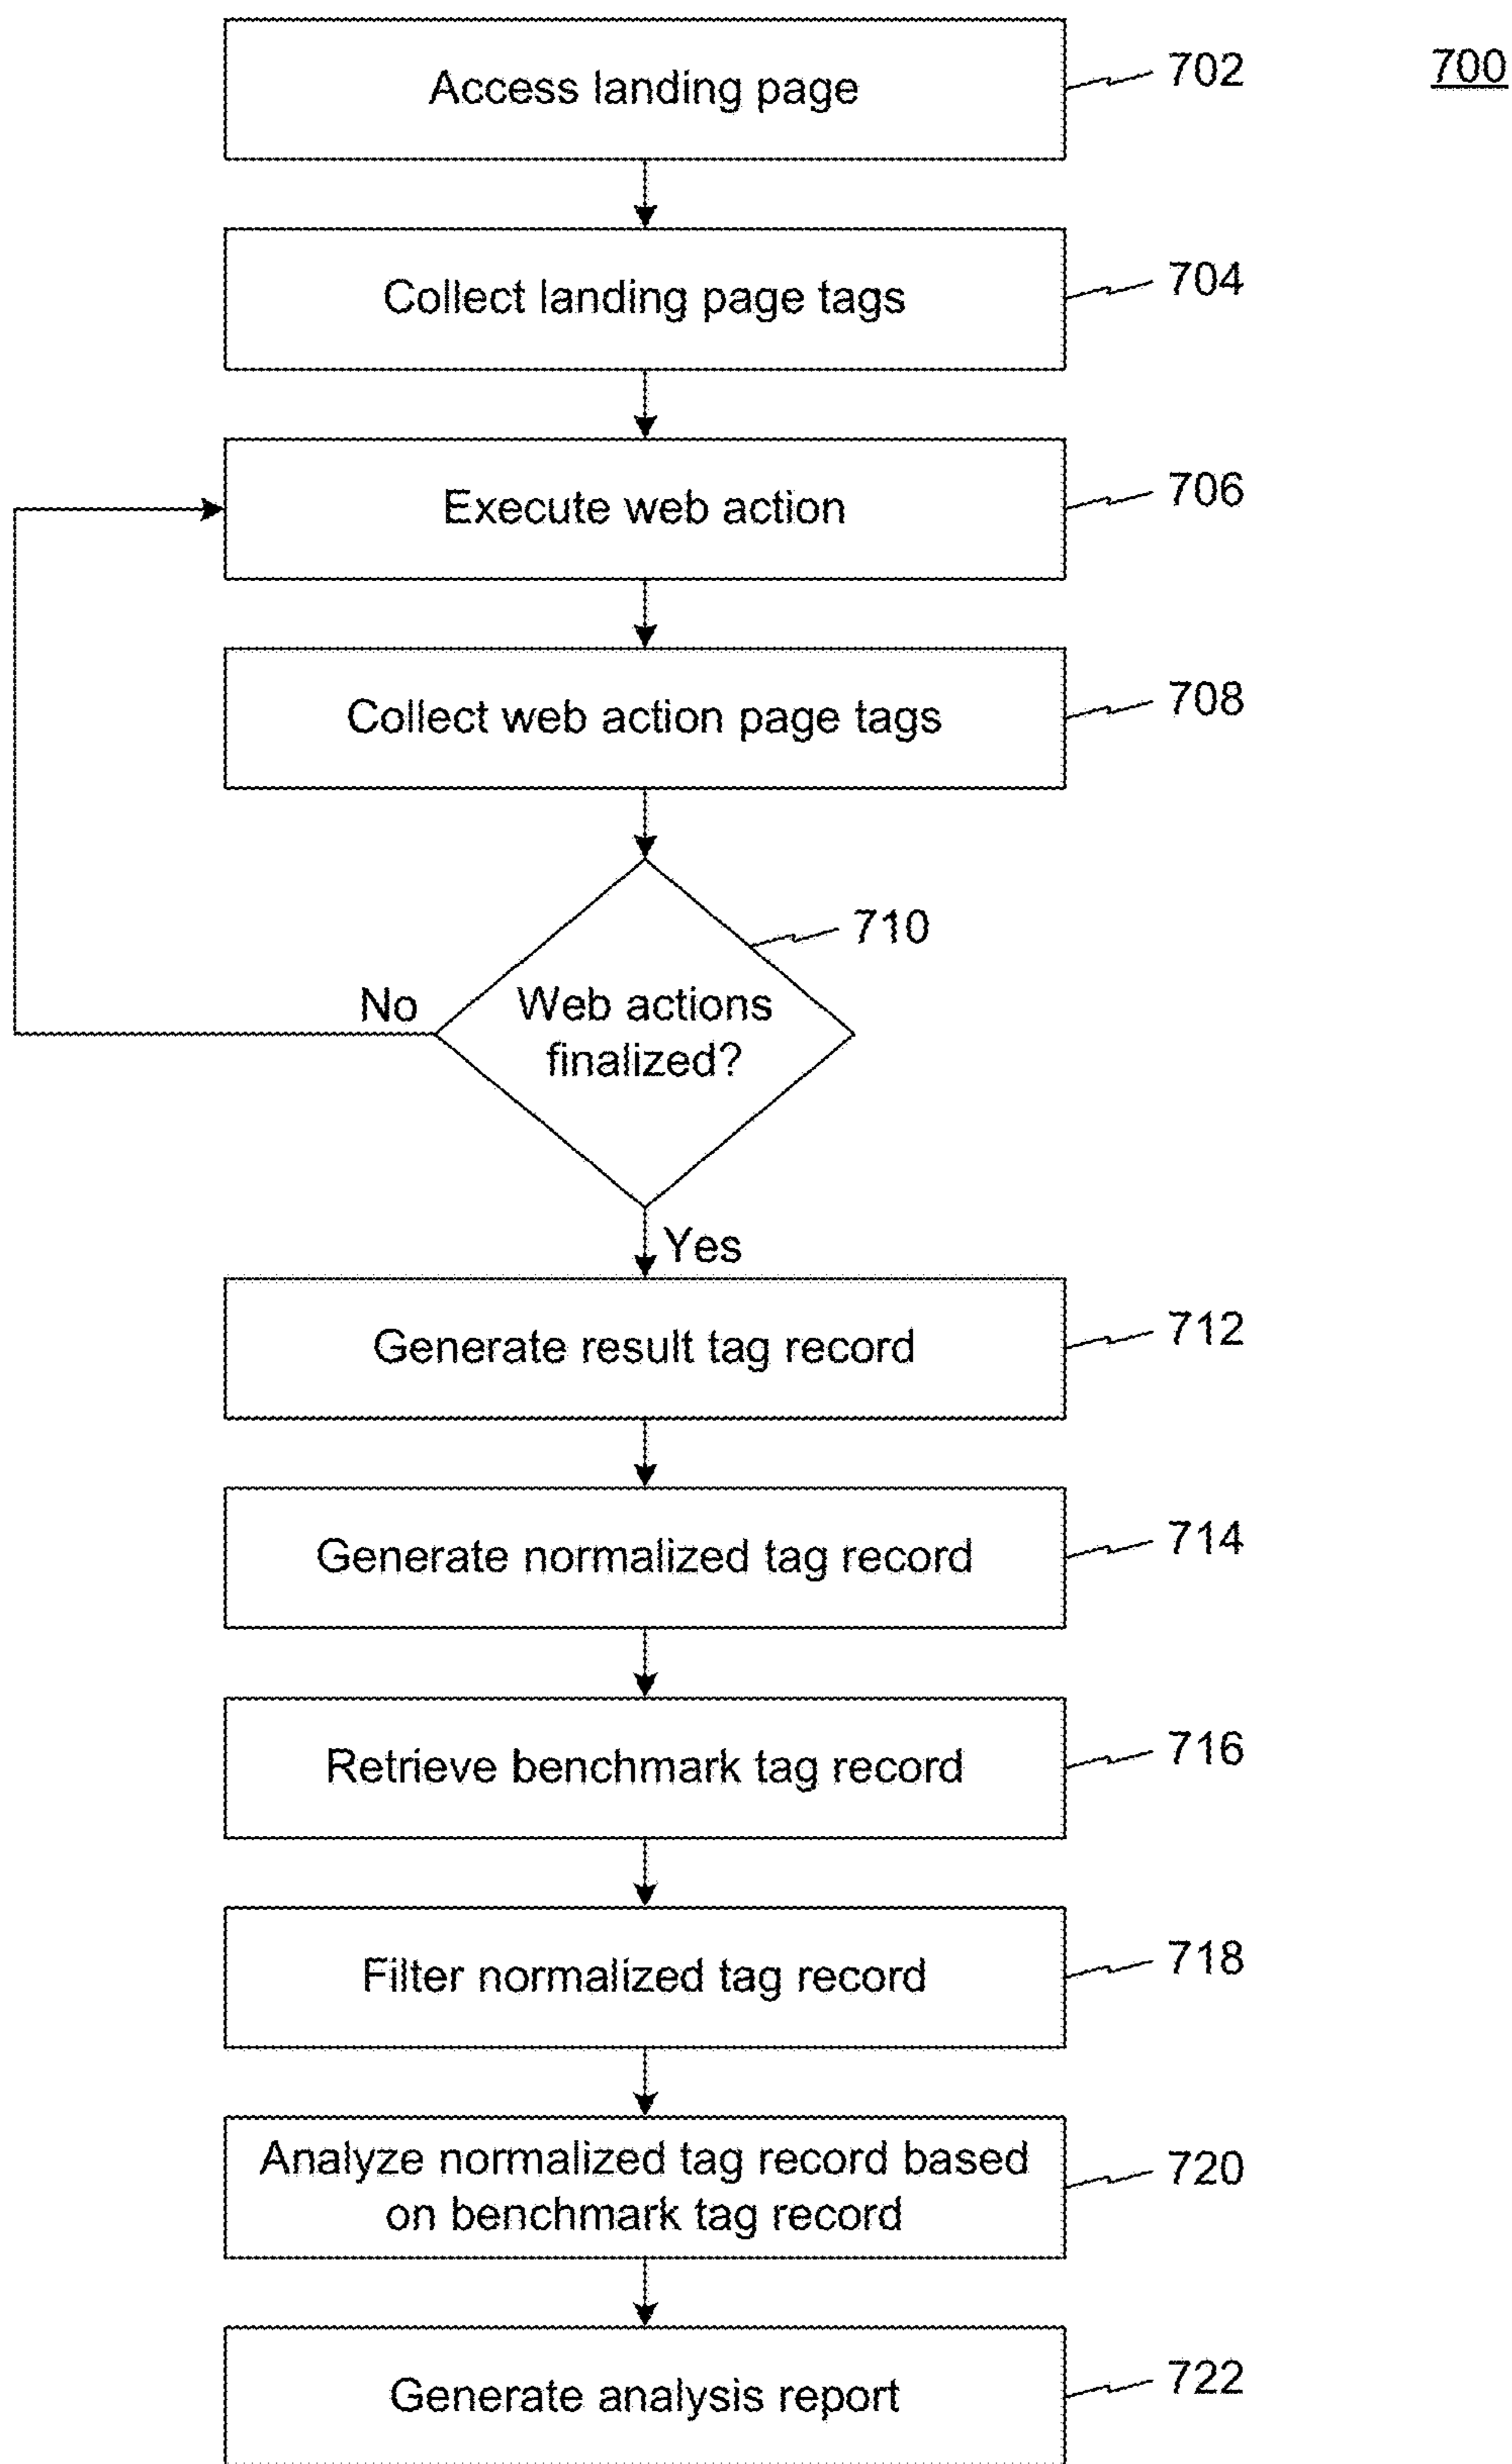 700
Access landing page
702
Collect landing page tags
704
Execute web action
706
Collect web action page tags
708
710
Web actions
finalized?
No
Yes
Generate result tag record
712
Generate normalized tag record
714
Retrieve benchmark tag record
716
Filter normalized tag record
718
Analyze normalized tag record based
on benchmark tag record
720
Generate analysis report
722